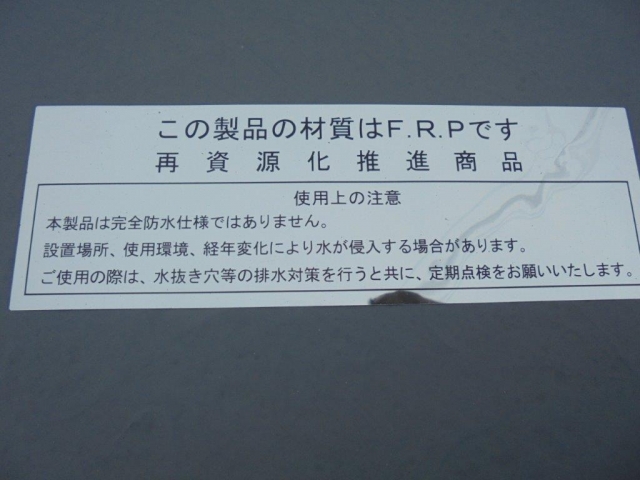 この製品の材質はF.R.Pです
再資源化推進商品
使用上の注意
本製品は完全防水仕様ではありません。
設置場所、使用環境、経年変化により水が侵入する場合があります。
ご使用の際は、水抜き穴等の排水対策を行うと共に、定期点検をお願いいたします。